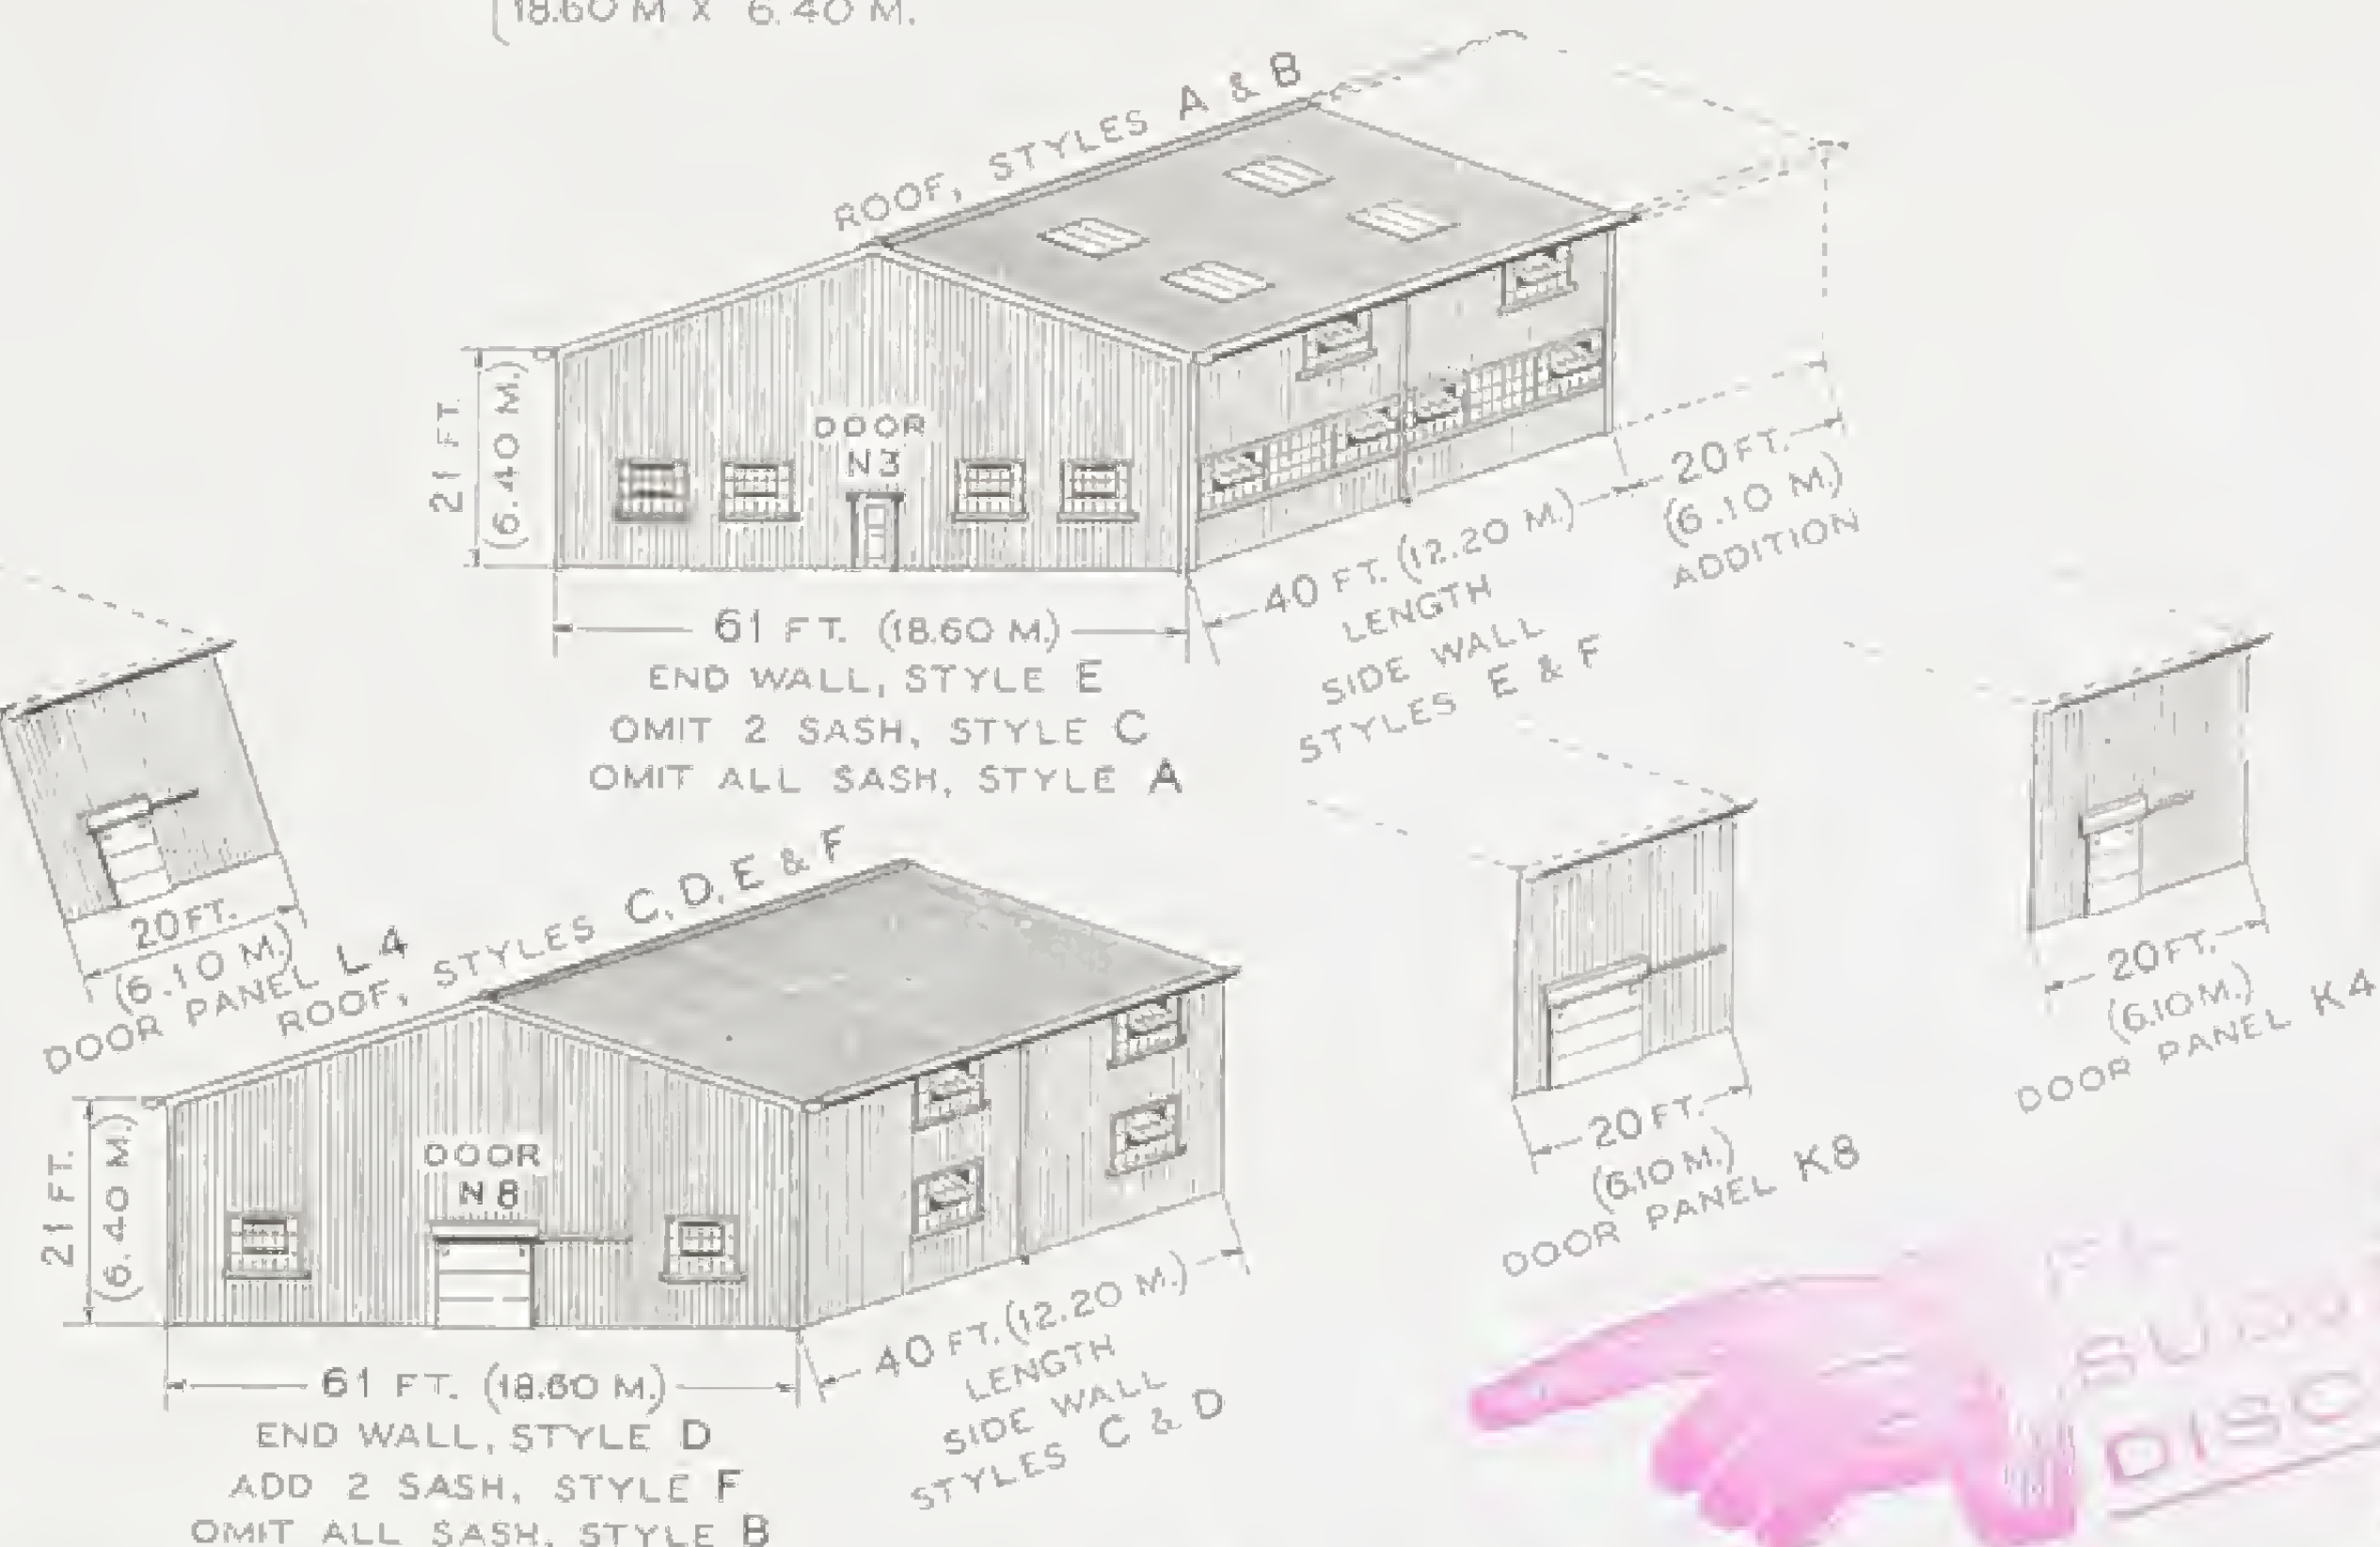 18.60 M X 6.40 M.
ROOF, STYLES A & B
21 FT.
(6.40 M.)
DOOR
N3
61 FT. (18.60 M.)
END WALL, STYLE E
OMIT 2 SASH, STYLE C
OMIT ALL SASH, STYLE A
40 FT. (12.20 M.)
LENGTH
SIDE WALL
STYLES E & F
20 FT.
(6.10 M.)
ADDITION
20 FT.
(6.10 M.)
DOOR PANEL L4
ROOF, STYLES C, D, E & F
21 FT.
(6.40 M.)
DOOR
N8
61 FT. (18.60 M.)
END WALL, STYLE D
ADD 2 SASH, STYLE F
OMIT ALL SASH, STYLE B
40 FT. (12.20 M.)
LENGTH
SIDE WALL
STYLES C & D
20 FT.
(6.10 M.)
DOOR PANEL K8
20 FT.
(6.10 M.)
DOOR PANEL K4
DISC